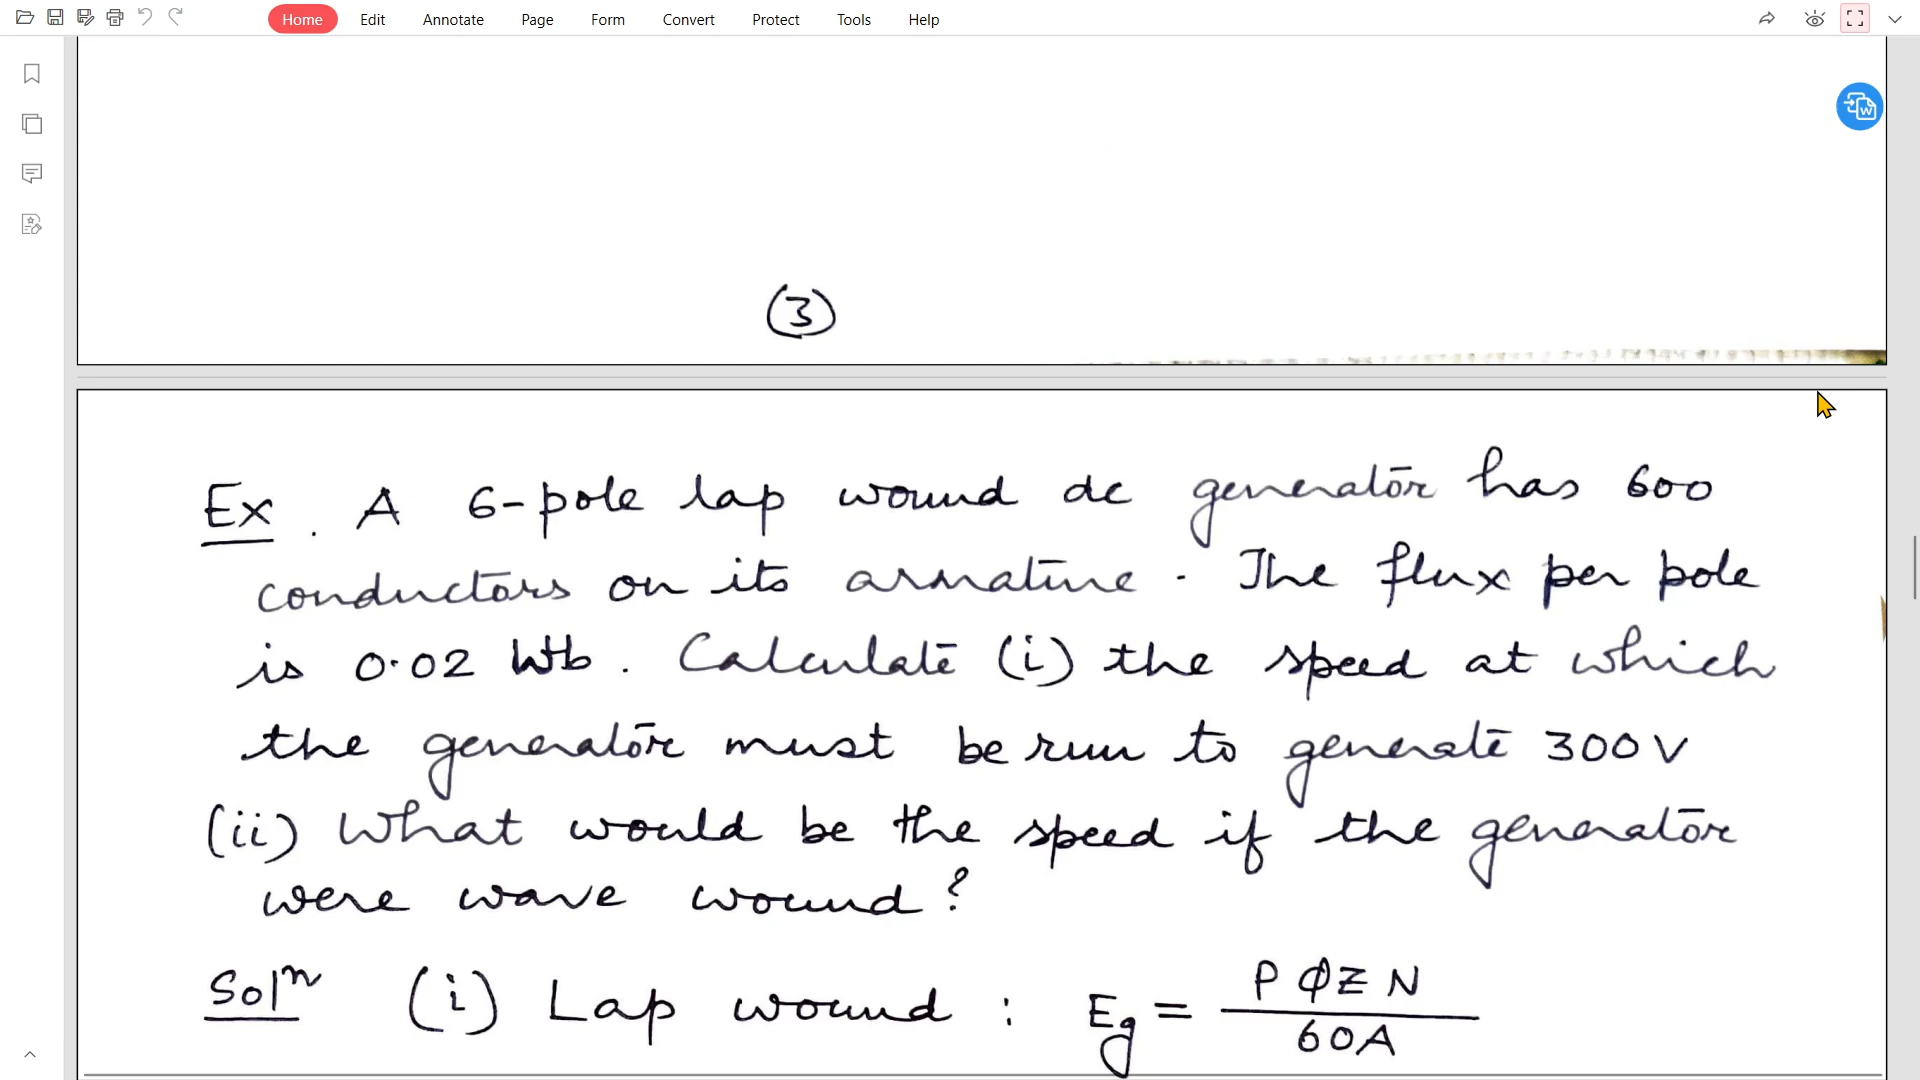 Home Edit Annotate Page Form Convert Protect Tools Help
W
(3)
Ex. A 6-pole lap wound dc generator has 600
conductors on its armature. The flux per pole
is 0.02 Wb. Calculate (i) the speed at which
the generator must be run to generate 300 V
(ii) What would be the speed if the generator
were wave wound?
Solⁿ (i) Lap wound : Eg = PΦZN
60A